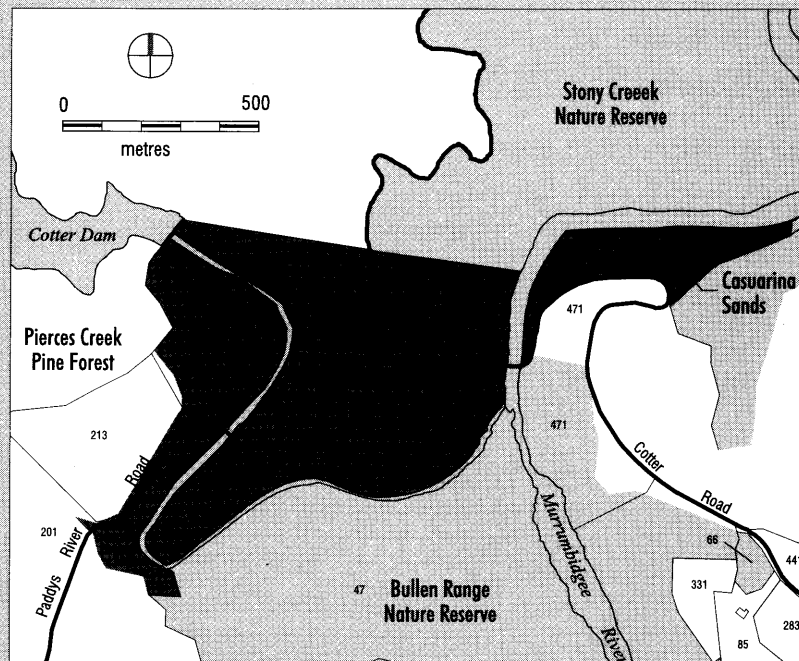 0 500
metres
Stony Creeek
Nature Reserve
Cotter Dam
Casuarina
Sands
471
Pierces Creek
Pine Forest
213
471
Cotter
Road
Road
River
Paddys
201
Murrumbidgee
River
66
441
47
Bullen Range
Nature Reserve
331
283
85